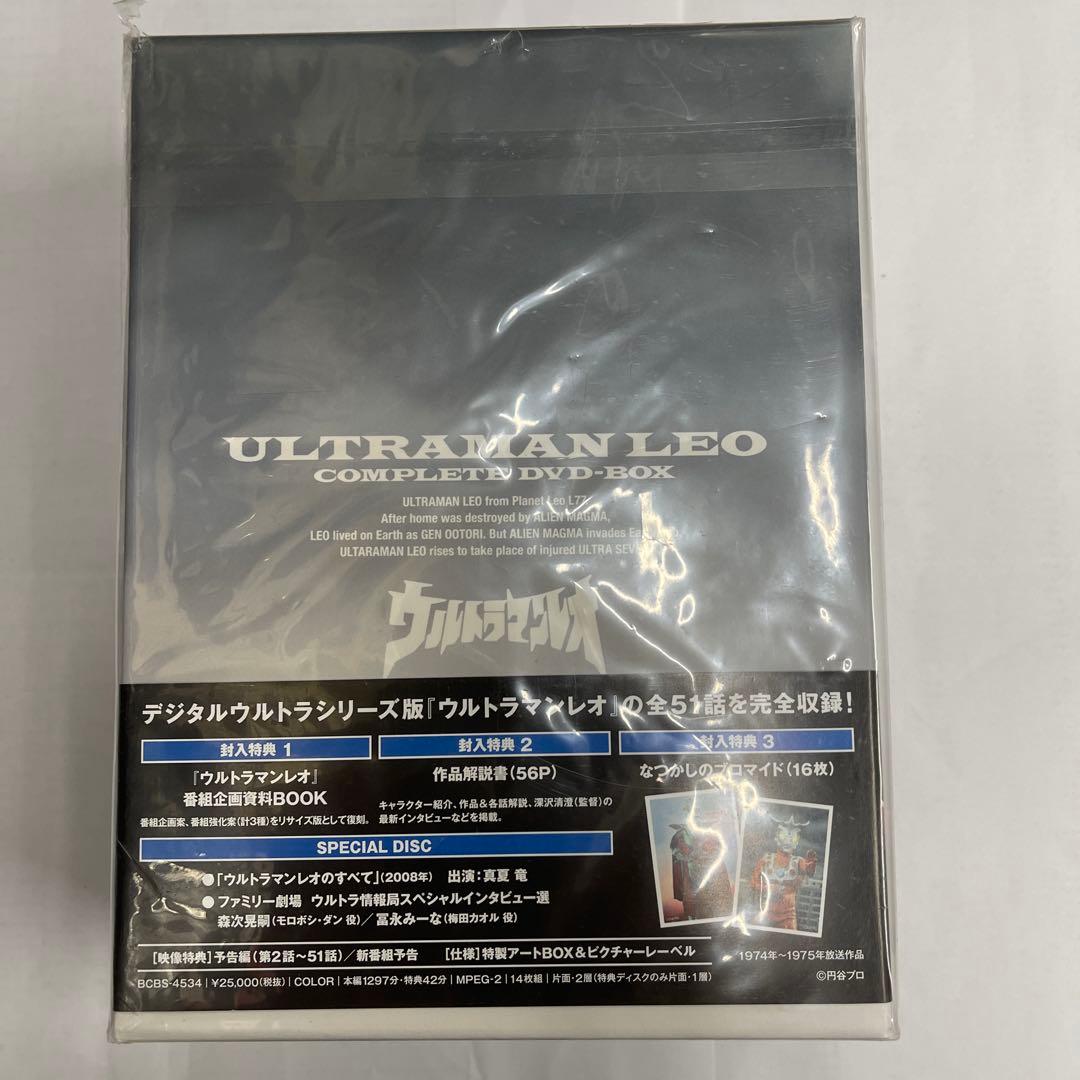 ULTRAMAN LEO
COMPLETE DVD-BOX
ULTRAMAN LEO from Planet Leo L77.
After home was destroyed by ALIEN MAGMA,
LEO lived on Earth as GEN OOTORI. But ALIEN MAGMA invades
ULTARAMAN LEO rises to take place of injured ULTRA
ウルトラマンレオ
デジタルウルトラシリーズ版『ウルトラマンレオ』の全51話を完全収録!
封入特典 1
『ウルトラマンレオ』
番組企画資料BOOK
番組企画案、番組強化案(計3種)をリサイズ版として復刻。
封入特典 2
作品解説書(56P)
キャラクター紹介、作品&各話解説、深沢清澄(監督)の
最新インタビューなどを掲載。
封入特典 3
なつかしのブロマイド(16枚)
SPECIAL DISC
●「ウルトラマンレオのすべて」(2008年) 出演:真夏 竜
●ファミリー劇場 ウルトラ情報局スペシャルインタビュー選
森次晃嗣(モロボシ・ダン 役)/冨永みーな(梅田カオル 役)
[映像特典]予告編(第2話~51話)/新番組予告 [仕様]特製アートBOX&ピクチャーレーベル
1974年~1975年放送作品
BCBS-4534|¥25,000(税抜)|COLOR|本編1297分・特典42分|MPEG-2|14枚組|片面・2層(特典ディスクのみ片面・1層)
©円谷プロ